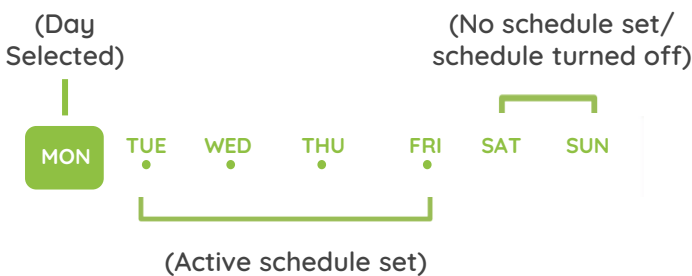 (Day
Selected)
(No schedule set/
schedule turned off)
MON TUE WED THU FRI SAT SUN
(Active schedule set)